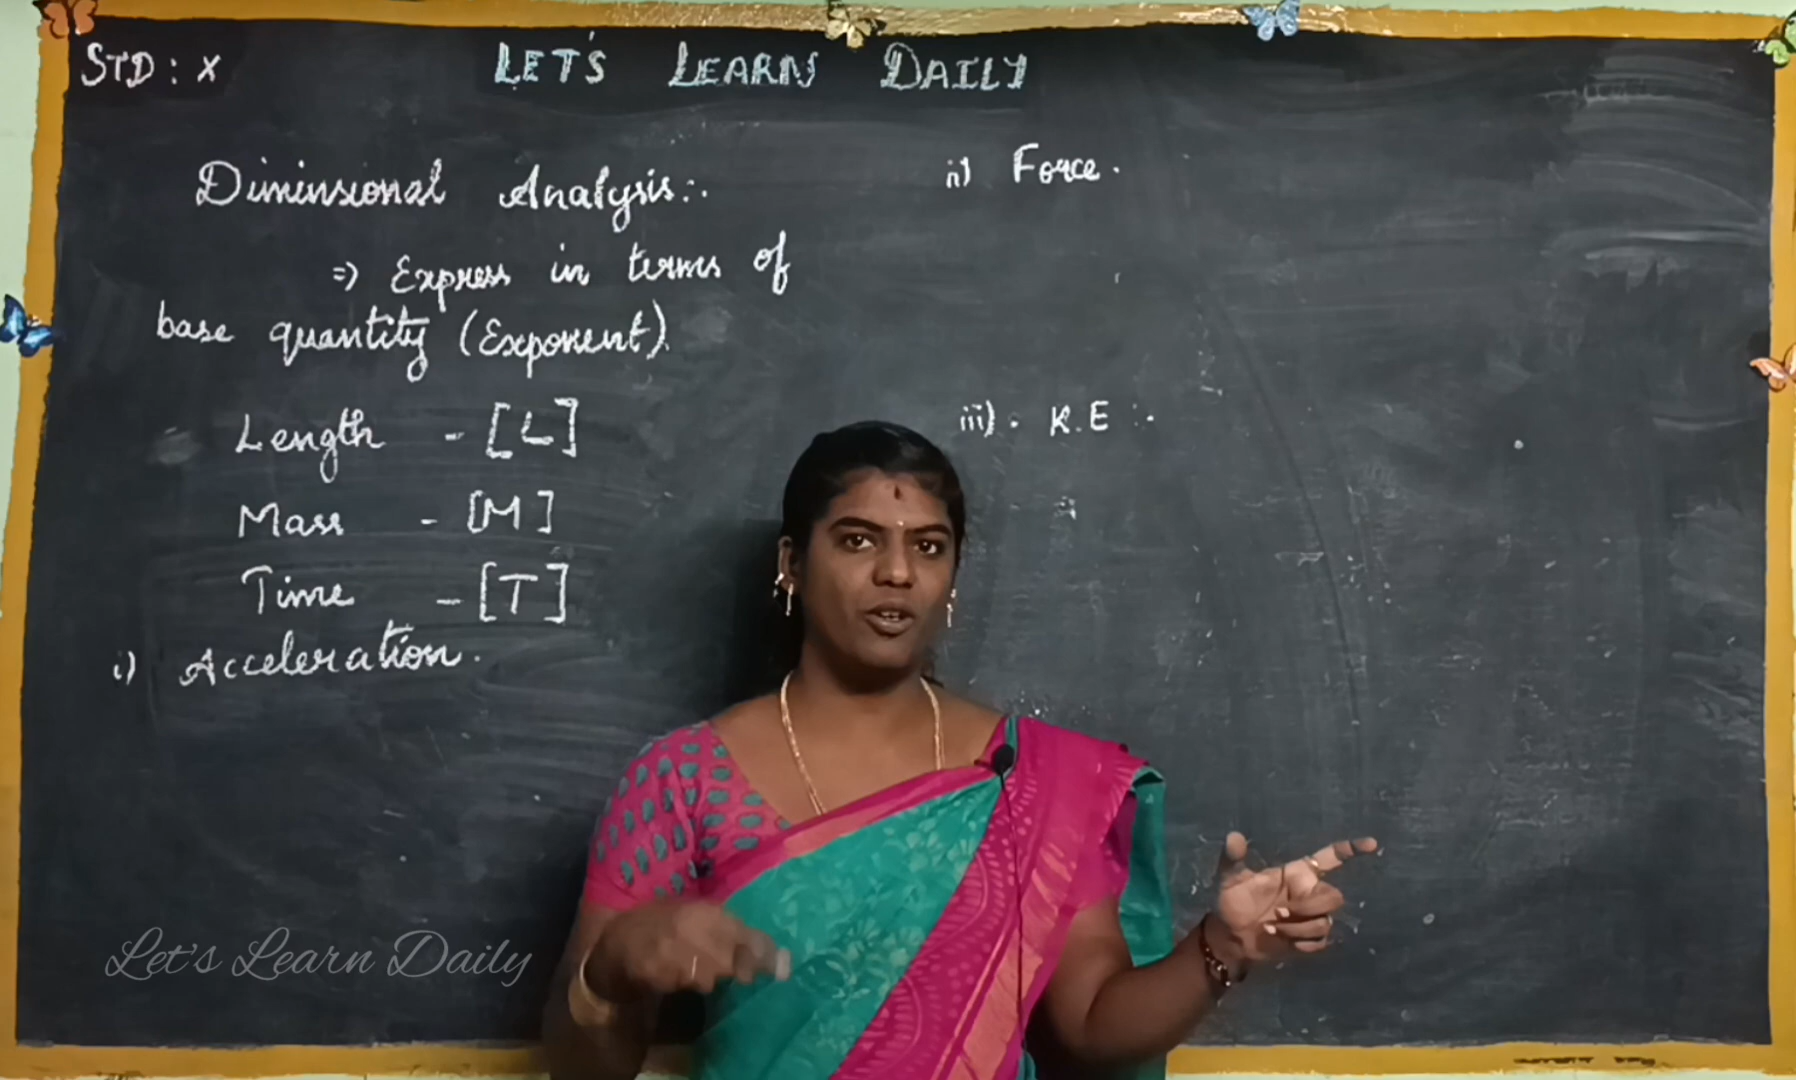 STD : X
LET'S LEARN DAILY
Diminsional Analysis:.
=> Express in terms of
base quantity (Exponent).
Length - [L]
Mass - [M]
Time - [T]
i) Acceleration.
ii) Force.
iii). K.E :-
Let's Learn Daily